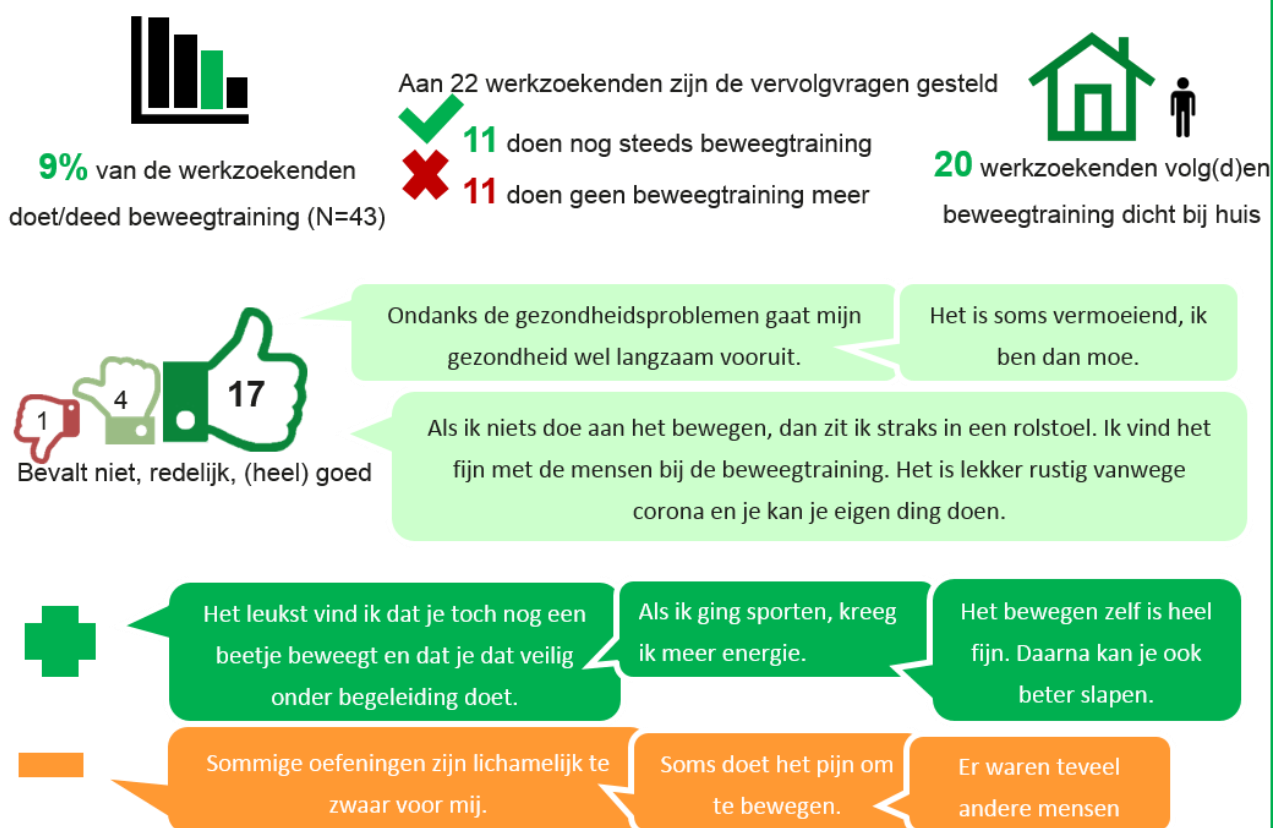 9% van de werkzoekenden
doet/deed beweegtraining (N=43)
Aan 22 werkzoekenden zijn de vervolgvragen gesteld
11 doen nog steeds beweegtraining
11 doen geen beweegtraining meer
20 werkzoekenden volg(d)en
beweegtraining dicht bij huis
1
4
17
Bevalt niet, redelijk, (heel) goed
Ondanks de gezondheidsproblemen gaat mijn
gezondheid wel langzaam vooruit.
Het is soms vermoeiend, ik
ben dan moe.
Als ik niets doe aan het bewegen, dan zit ik straks in een rolstoel. Ik vind het
fijn met de mensen bij de beweegtraining. Het is lekker rustig vanwege
corona en je kan je eigen ding doen.
Het leukst vind ik dat je toch nog een
beetje beweegt en dat je dat veilig
onder begeleiding doet.
Als ik ging sporten, kreeg
ik meer energie.
Het bewegen zelf is heel
fijn. Daarna kan je ook
beter slapen.
Sommige oefeningen zijn lichamelijk te
zwaar voor mij.
Soms doet het pijn om
te bewegen.
Er waren teveel
andere mensen